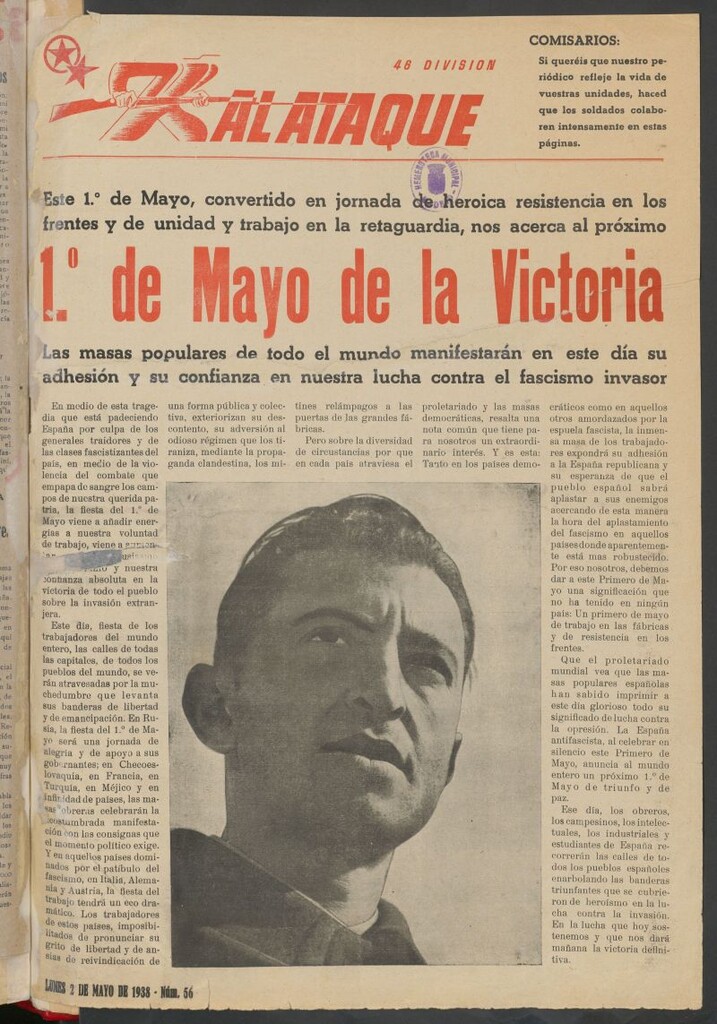 46 DIVISION
AL ATAQUE
COMISARIOS:
Si queréis que nuestro pe-
riódico refleje la vida de
vuestras unidades, haced
que los soldados colabo-
ren intensamente en estas
páginas.
HEMEROTECA MUNICIPAL
Este 1.º de Mayo, convertido en jornada de heroica resistencia en los
frentes y de unidad y trabajo en la retaguardia, nos acerca al próximo
1.º de Mayo de la Victoria
Las masas populares de todo el mundo manifestarán en este día su
adhesión y su confianza en nuestra lucha contra el fascismo invasor
En medio de esta trage-
dia que está padeciendo
España por culpa de los
generales traidores y de
las clases fascistizantes del
país, en medio de la vio-
lencia del combate que
empapa de sangre los cam-
pos de nuestra querida pa-
tria, la fiesta del 1.º de
Mayo viene a añadir ener-
gías a nuestra voluntad
de trabajo, viene a
y nuestra
confianza absoluta en la
victoria de todo el pueblo
sobre la invasión extran-
jera.
Este día, fiesta de los
trabajadores del mundo
entero, las calles de todas
las capitales, de todos los
pueblos del mundo, se ve-
rán atravesadas por la mu-
chedumbre que levanta
sus banderas de libertad
y de emancipación. En Ru-
sia, la fiesta del 1.º de Ma-
yo será una jornada de
alegría y de apoyo a sus
gobernantes; en Checoes-
lovaquia, en Francia, en
Turquía, en Méjico y en
infinidad de países, las ma-
sas obreras celebrarán la
acostumbrada manifesta-
ción con las consignas que
el momento político exige.
Y en aquellos países domi-
nados por el patíbulo del
fascismo, en Italia, Alema-
nia y Austria, la fiesta del
trabajo tendrá un eco dra-
mático. Los trabajadores
de estos países, imposibi-
litados de pronunciar su
grito de libertad y de an-
sias de reivindicación de
una forma pública y colec-
tiva, exteriorizan su des-
contento, su adversión al
odioso régimen que los ti-
raniza, mediante la propa-
ganda clandestina, los mi-
tines relámpagos a las
puertas de las grandes fá-
bricas.
Pero sobre la diversidad
de circunstancias por que
en cada país atraviesa el
proletariado y las masas
democráticas, resalta una
nota común que tiene pa-
ra nosotros un extraordi-
nario interés. Y es esta:
Tanto en los países demo-
cráticos como en aquellos
otros amordazados por la
espuela fascista, la inmen-
sa masa de los trabajado-
res expondrá su adhesión
a la España republicana y
su esperanza de que el
pueblo español sabrá
aplastar a sus enemigos
acercando de esta manera
la hora del aplastamiento
del fascismo en aquellos
países donde aparentemen-
te está mas robustecido.
Por eso nosotros, debemos
dar a este Primero de Ma-
yo una significación que
no ha tenido en ningún
país: Un primero de mayo
de trabajo en las fábricas
y de resistencia en los
frentes.
Que el proletariado
mundial vea que las ma-
sas populares españolas
han sabido imprimir a
este día glorioso todo su
significado de lucha contra
la opresión. La España
antifascista, al celebrar en
silencio este Primero de
Mayo, anuncia al mundo
entero un próximo 1.º de
Mayo de triunfo y de
paz.
Ese día, los obreros,
los campesinos, los intelec-
tuales, los industriales y
estudiantes de España re-
correrán las calles de to-
dos los pueblos españoles
enarbolando las banderas
triunfantes que se cubrie-
ron de heroísmo en la lu-
cha contra la invasión.
En la lucha que hoy sos-
tenemos y que nos dará
mañana la victoria defini-
tiva.
LUNES 2 DE MAYO DE 1938 - Núm. 56